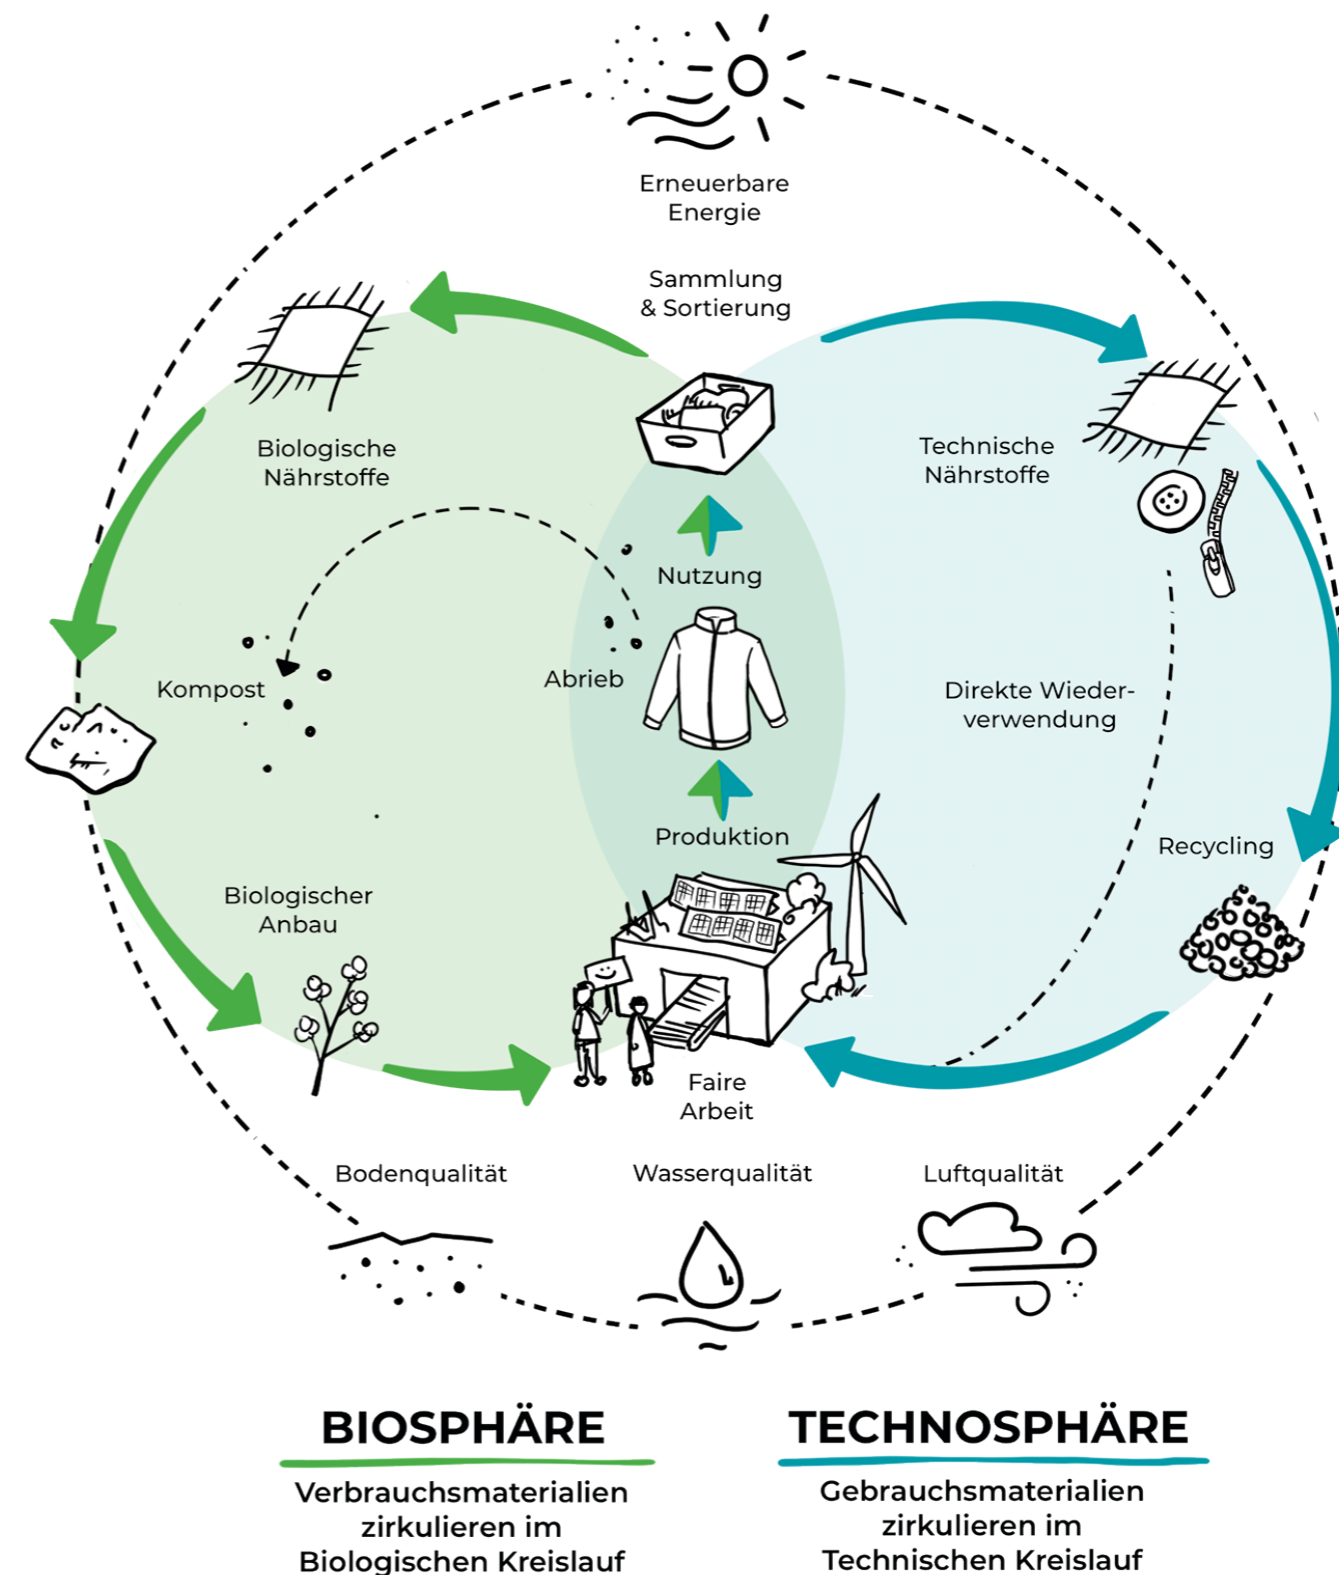 Erneuerbare
Energie
Sammlung
& Sortierung
Biologische
Nährstoffe
Technische
Nährstoffe
Nutzung
Kompost
Abrieb
Direkte Wieder-
verwendung
Produktion
Recycling
Biologischer
Anbau
Faire
Arbeit
Bodenqualität
Wasserqualität
Luftqualität
BIOSPHÄRE
Verbrauchsmaterialien
zirkulieren im
Biologischen Kreislauf
TECHNOSPHÄRE
Gebrauchsmaterialien
zirkulieren im
Technischen Kreislauf